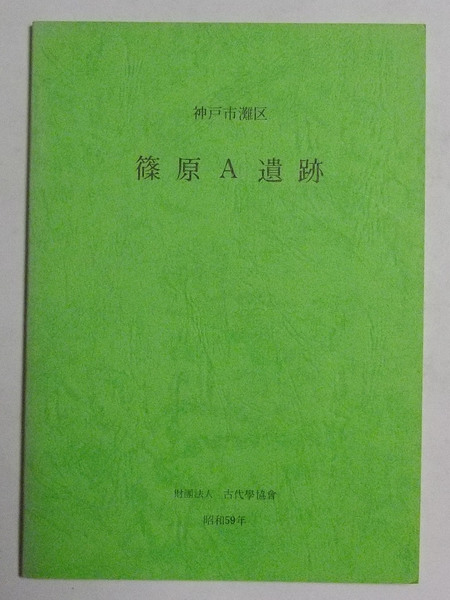 神戸市灘区
篠原A遺跡
財團法人 古代學協會
昭和59年